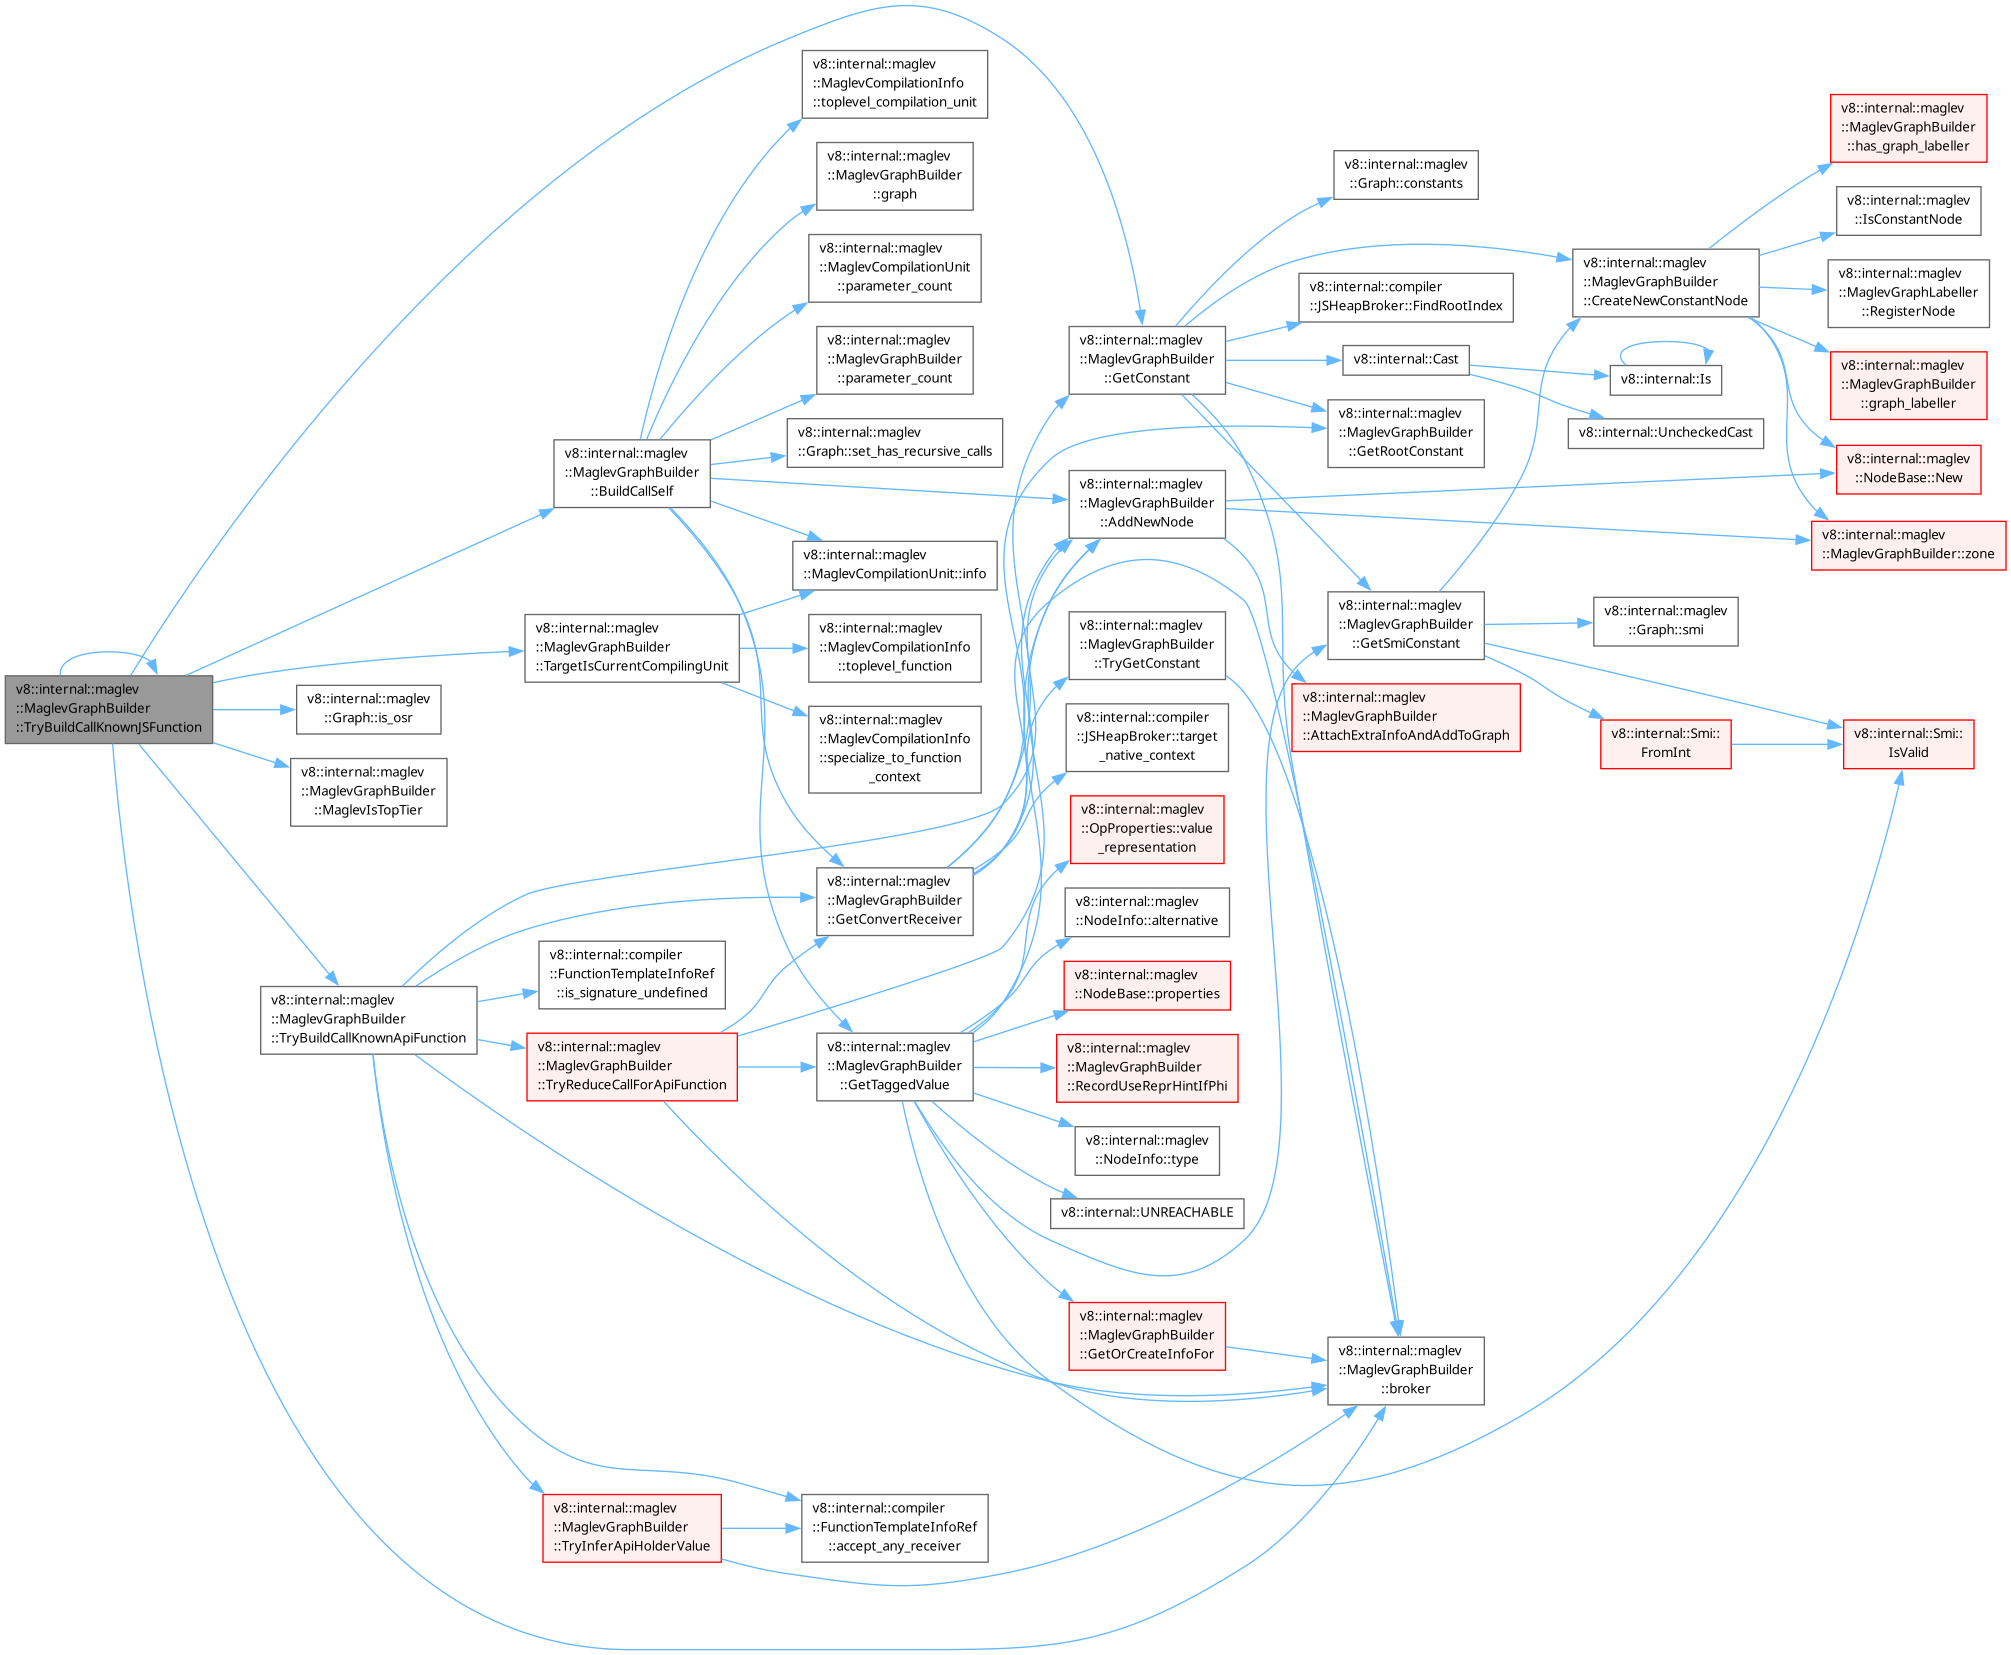 v8::internal::maglev
::MaglevGraphBuilder
::TryBuildCallKnownJSFunction
v8::internal::maglev
::Graph::is_osr
v8::internal::maglev
::MaglevGraphBuilder
::MaglevIsTopTier
v8::internal::maglev
::MaglevGraphBuilder
::TryBuildCallKnownApiFunction
v8::internal::maglev
::MaglevGraphBuilder
::BuildCallSelf
v8::internal::maglev
::MaglevGraphBuilder
::TargetIsCurrentCompilingUnit
v8::internal::compiler
::FunctionTemplateInfoRef
::is_signature_undefined
v8::internal::maglev
::MaglevGraphBuilder
::TryReduceCallForApiFunction
v8::internal::maglev
::MaglevGraphBuilder
::TryInferApiHolderValue
v8::internal::maglev
::MaglevCompilationInfo
::toplevel_compilation_unit
v8::internal::maglev
::MaglevGraphBuilder
::graph
v8::internal::maglev
::MaglevCompilationUnit
::parameter_count
v8::internal::maglev
::MaglevGraphBuilder
::parameter_count
v8::internal::maglev
::Graph::set_has_recursive_calls
v8::internal::maglev
::MaglevCompilationUnit::info
v8::internal::maglev
::MaglevCompilationInfo
::toplevel_function
v8::internal::maglev
::MaglevCompilationInfo
::specialize_to_function
_context
v8::internal::maglev
::MaglevGraphBuilder
::GetConvertReceiver
v8::internal::maglev
::MaglevGraphBuilder
::GetTaggedValue
v8::internal::compiler
::FunctionTemplateInfoRef
::accept_any_receiver
v8::internal::maglev
::MaglevGraphBuilder
::GetConstant
v8::internal::maglev
::MaglevGraphBuilder
::AddNewNode
v8::internal::maglev
::MaglevGraphBuilder
::TryGetConstant
v8::internal::compiler
::JSHeapBroker::target
_native_context
v8::internal::maglev
::OpProperties::value
_representation
v8::internal::maglev
::NodeInfo::alternative
v8::internal::maglev
::NodeBase::properties
v8::internal::maglev
::MaglevGraphBuilder
::RecordUseReprHintIfPhi
v8::internal::maglev
::NodeInfo::type
v8::internal::UNREACHABLE
v8::internal::maglev
::MaglevGraphBuilder
::GetOrCreateInfoFor
v8::internal::maglev
::Graph::constants
v8::internal::compiler
::JSHeapBroker::FindRootIndex
v8::internal::Cast
v8::internal::maglev
::MaglevGraphBuilder
::GetRootConstant
v8::internal::maglev
::MaglevGraphBuilder
::GetSmiConstant
v8::internal::maglev
::MaglevGraphBuilder
::AttachExtraInfoAndAddToGraph
v8::internal::maglev
::MaglevGraphBuilder
::broker
v8::internal::maglev
::MaglevGraphBuilder
::CreateNewConstantNode
v8::internal::Is
v8::internal::UncheckedCast
v8::internal::maglev
::Graph::smi
v8::internal::Smi::
FromInt
v8::internal::maglev
::MaglevGraphBuilder
::has_graph_labeller
v8::internal::maglev
::IsConstantNode
v8::internal::maglev
::MaglevGraphLabeller
::RegisterNode
v8::internal::maglev
::MaglevGraphBuilder
::graph_labeller
v8::internal::maglev
::NodeBase::New
v8::internal::maglev
::MaglevGraphBuilder::zone
v8::internal::Smi::
IsValid